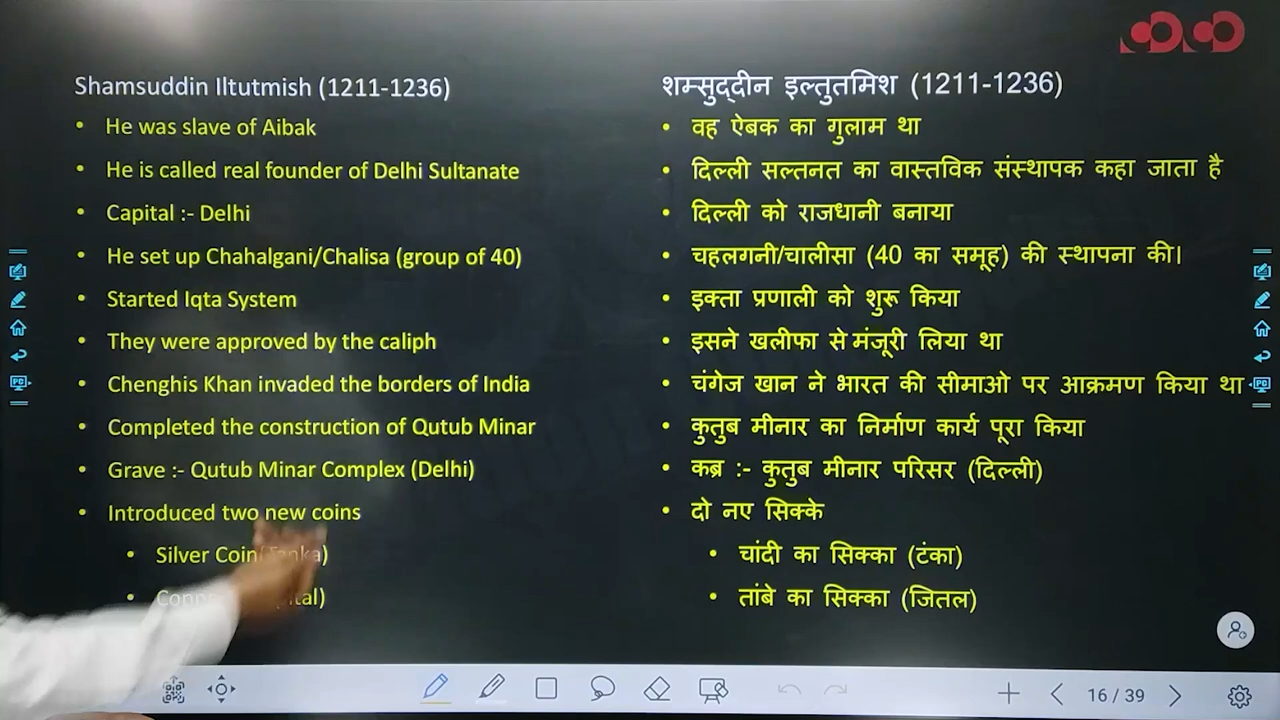 Shamsuddin Iltutmish (1211-1236)
• He was slave of Aibak
• He is called real founder of Delhi Sultanate
• Capital :- Delhi
• He set up Chahalgani/Chalisa (group of 40)
• Started Iqta System
• They were approved by the caliph
• Chenghis Khan invaded the borders of India
• Completed the construction of Qutub Minar
• Grave :- Qutub Minar Complex (Delhi)
• Introduced two new coins
• Silver Coin
शम्सुद्दीन इल्तुतमिश (1211-1236)
• वह ऐबक का गुलाम था
• दिल्ली सल्तनत का वास्तविक संस्थापक कहा जाता है
• दिल्ली को राजधानी बनाया
• चहलगनी/चालीसा (40 का समूह) की स्थापना की।
• इक्ता प्रणाली को शुरू किया
• इसने खलीफा से मंजूरी लिया था
• चंगेज खान ने भारत की सीमाओ पर आक्रमण किया था
• कुतुब मीनार का निर्माण कार्य पूरा किया
• कब्र :- कुतुब मीनार परिसर (दिल्ली)
• दो नए सिक्के
• चांदी का सिक्का (टंका)
• तांबे का सिक्का (जितल)
16 / 39